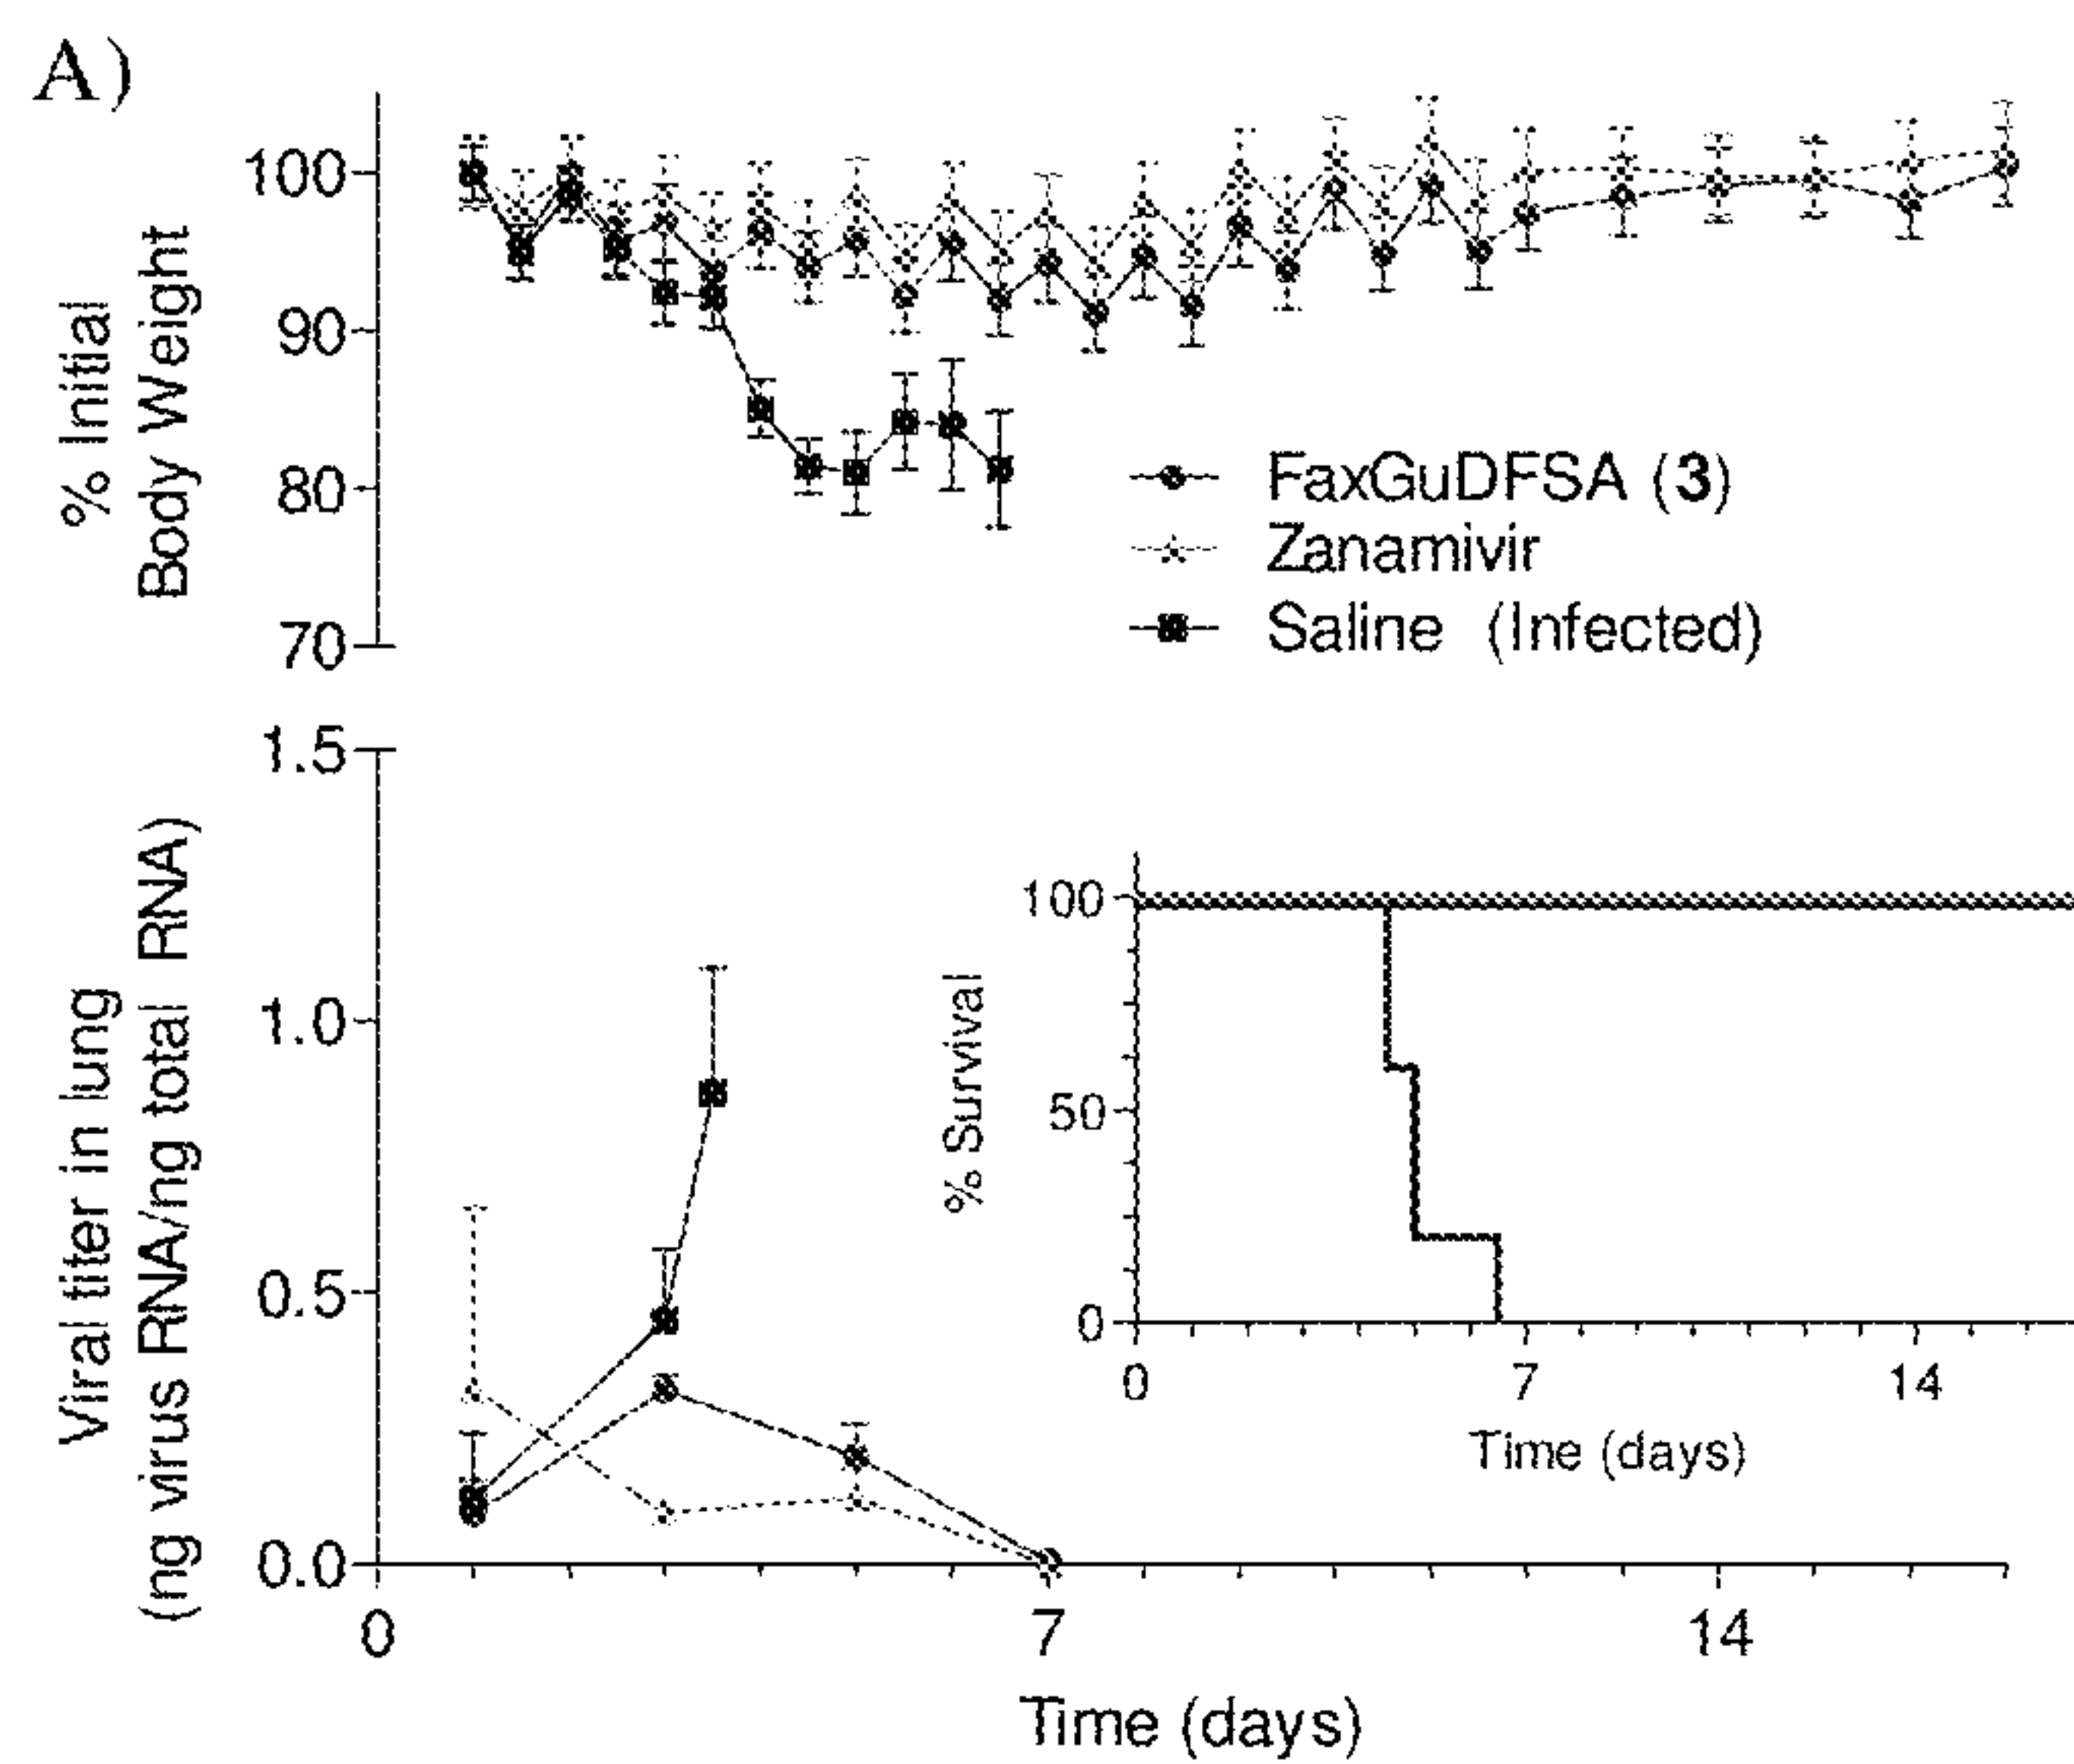 A)
% Initial
Body Weight
100
90
80
70
FaxGuDFSA (3)
Zanamivir
Saline (Infected)
Viral titer in lung
(ng virus RNA/ng total RNA)
1.5
1.0
0.5
0.0
% Survival
100
50
0
0
7
14
Time (days)
0
7
14
Time (days)